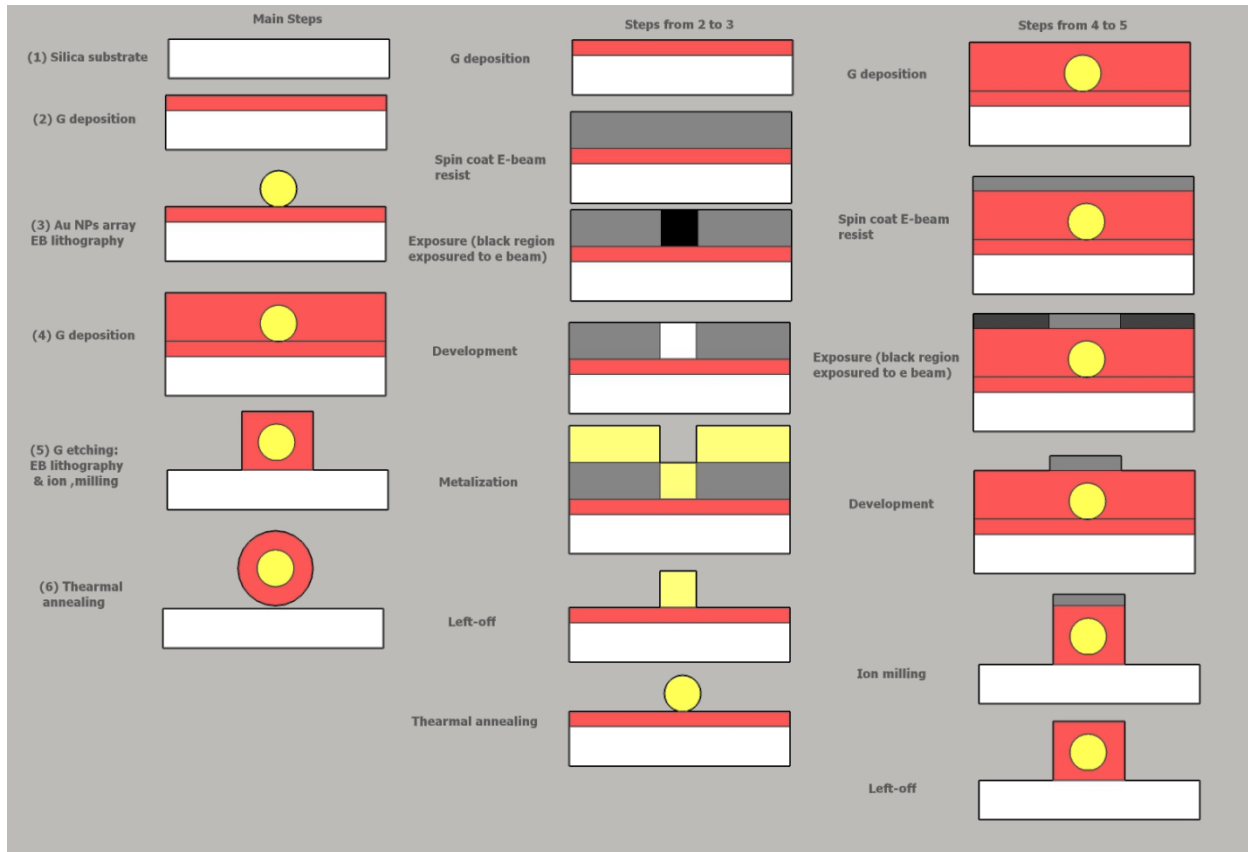 Main Steps
(1) Silica substrate
(2) G deposition
(3) Au NPs array
EB lithography
(4) G deposition
(5) G etching:
EB lithography
& ion ,milling
(6) Thearmal
annealing
Steps from 2 to 3
G deposition
Spin coat E-beam
resist
Exposure (black region
exposured to e beam)
Development
Metalization
Left-off
Thearmal annealing
Steps from 4 to 5
G deposition
Spin coat E-beam
resist
Exposure (black region
exposured to e beam)
Development
Ion milling
Left-off